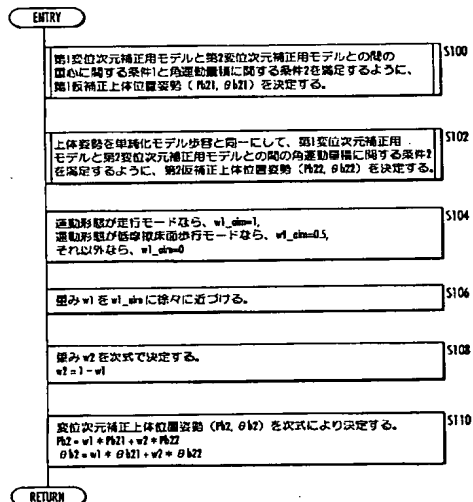 ENTRY
S100
第1変位次元補正用モデルと第2変位次元補正用モデルとの間の
重心に関する条件1と角運動量積に関する条件2を満足するように、
第1仮補正上体位置姿勢(Pb21, θb21)を決定する。
S102
上体姿勢を単純化モデル歩容と同一にして、第1変位次元補正用
モデルと第2変位次元補正用モデルとの間の角運動量積に関する条件2
を満足するように、第2仮補正上体位置姿勢(Pb22, θb22)を決定する。
S104
運動形態が走行モードなら、w1_aim=1,
運動形態が低摩擦床面歩行モードなら、w1_aim=0.5,
それ以外なら、w1_aim=0
S106
重み w1 を w1_aim に徐々に近づける。
S108
重み w2 を次式で決定する。
w2 = 1 - w1
S110
変位次元補正上体位置姿勢(Pb2, θb2)を次式により決定する。
Pb2 = w1 * Pb21 + w2 * Pb22
θb2 = w1 * θb21 + w2 * θb22
RETURN